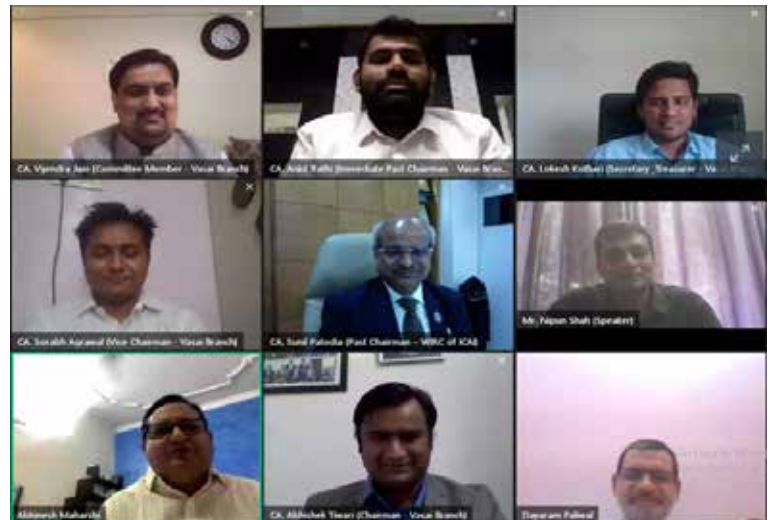 CA. Vijendra Jain (Committee Member - Vasai Branch)
CA. Ankit Rathi (Immediate Past Chairman - Vasai Bran...
CA. Lokesh Kothari (Secretary
CA. Sorabh Agrawal (Vice Chairman - Vasai Branch)
CA. Sunil Patodia (Past Chairman – WIRC of ICAI)
Mr. Nipun Shah (Speaker)
Abhinesh Maharshi
CA. Abhishek Tiwari (Chairman - Vasai Branch)
Dayaram Paliwal